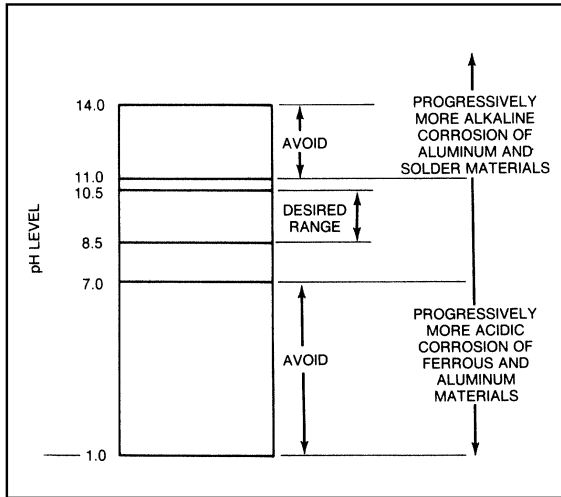 14.0
11.0
10.5
8.5
7.0
1.0
pH LEVEL
AVOID
DESIRED
RANGE
AVOID
PROGRESSIVELY
MORE ALKALINE
CORROSION OF
ALUMINUM AND
SOLDER MATERIALS
PROGRESSIVELY
MORE ACIDIC
CORROSION OF
FERROUS AND
ALUMINUM
MATERIALS